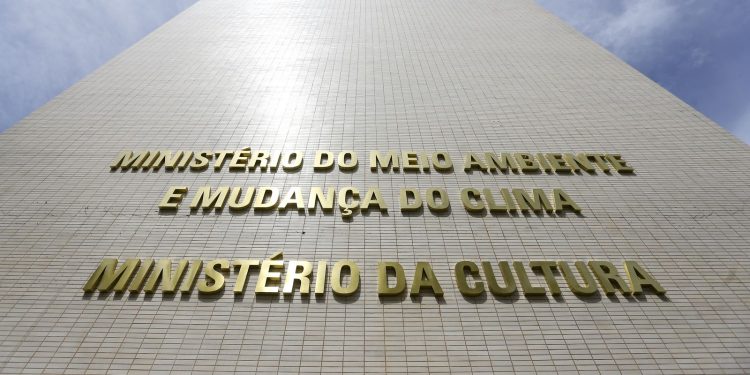 MINISTÉRIO DO MEIO AMBIENTE
E MUDANÇA DO CLIMA
MINISTÉRIO DA CULTURA